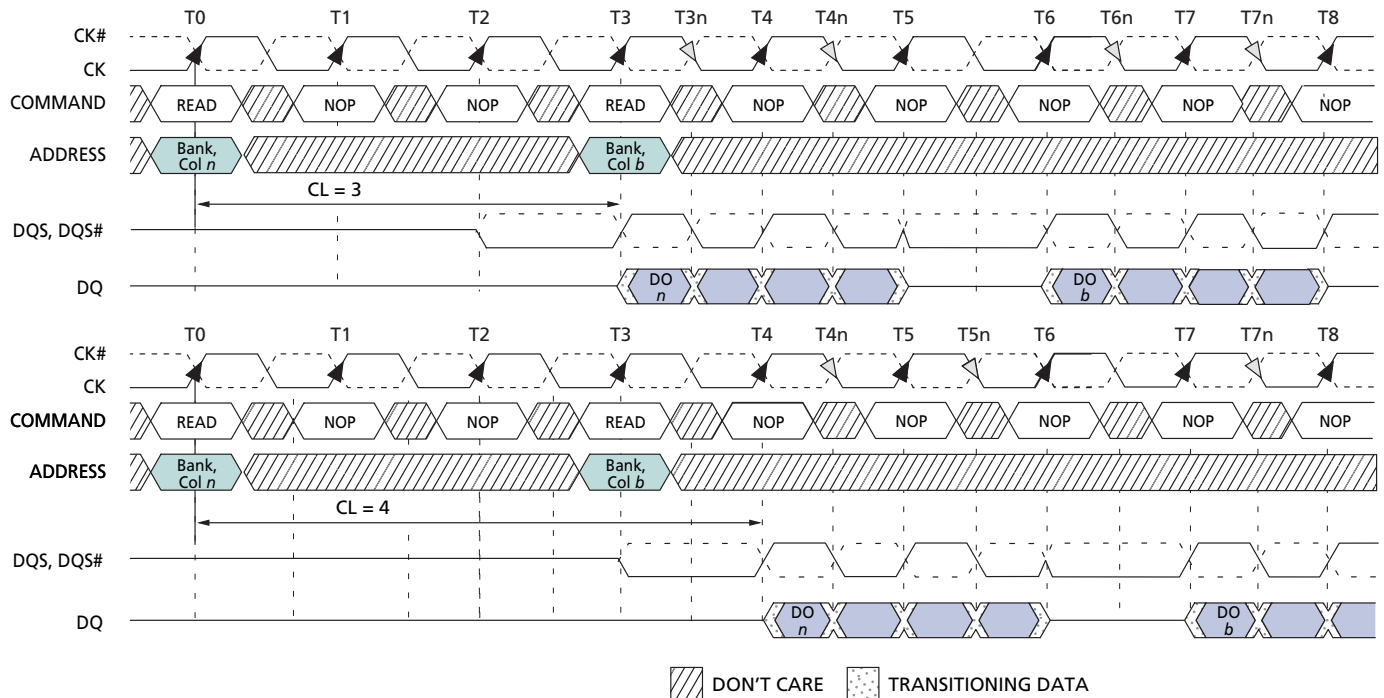 T0 T1 T2 T3 T3n T4 T4n T5 T6 T6n T7 T7n T8
CK#
CK
COMMAND READ NOP NOP READ NOP NOP NOP NOP NOP
ADDRESS Bank, Col n Bank, Col b
CL = 3
DQS, DQS#
DQ DO n DO b
T0 T1 T2 T3 T4 T4n T5 T5n T6 T7 T7n T8
CK#
CK
COMMAND READ NOP NOP READ NOP NOP NOP NOP NOP
ADDRESS Bank, Col n Bank, Col b
CL = 4
DQS, DQS#
DQ DO n DO b
DON'T CARE TRANSITIONING DATA